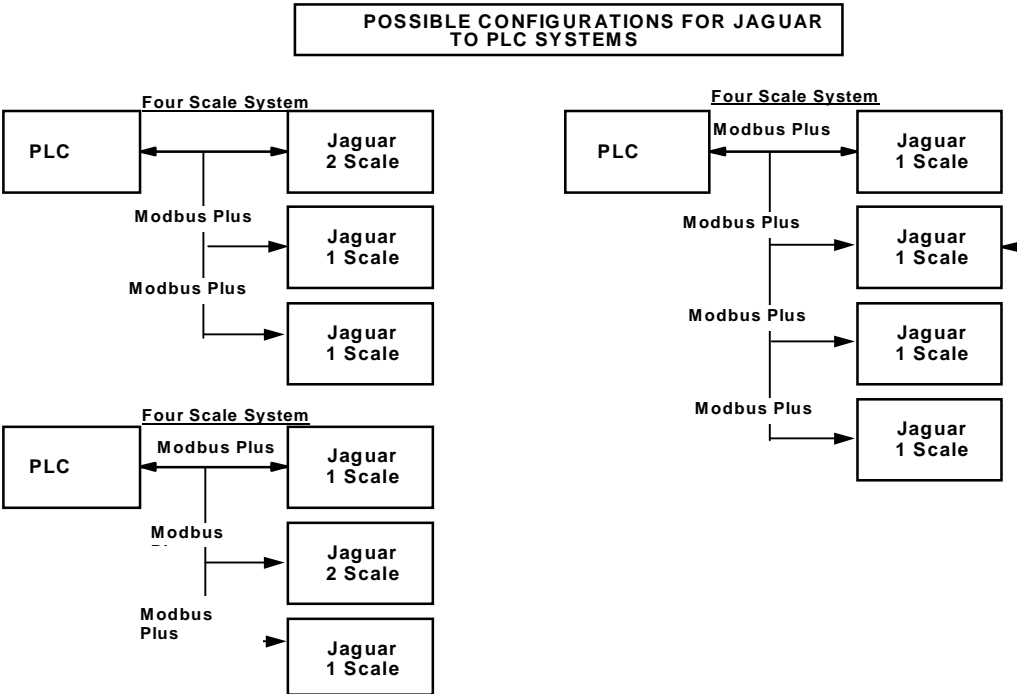 POSSIBLE CONFIGURATIONS FOR JAGUAR
TO PLC SYSTEMS
Four Scale System
PLC
Jaguar
2 Scale
Modbus Plus
Jaguar
1 Scale
Modbus Plus
Jaguar
1 Scale
Four Scale System
Modbus Plus
PLC
Jaguar
1 Scale
Modbus
Jaguar
2 Scale
Modbus
Plus
Jaguar
1 Scale
Four Scale System
Modbus Plus
PLC
Jaguar
1 Scale
Modbus Plus
Jaguar
1 Scale
Modbus Plus
Jaguar
1 Scale
Modbus Plus
Jaguar
1 Scale